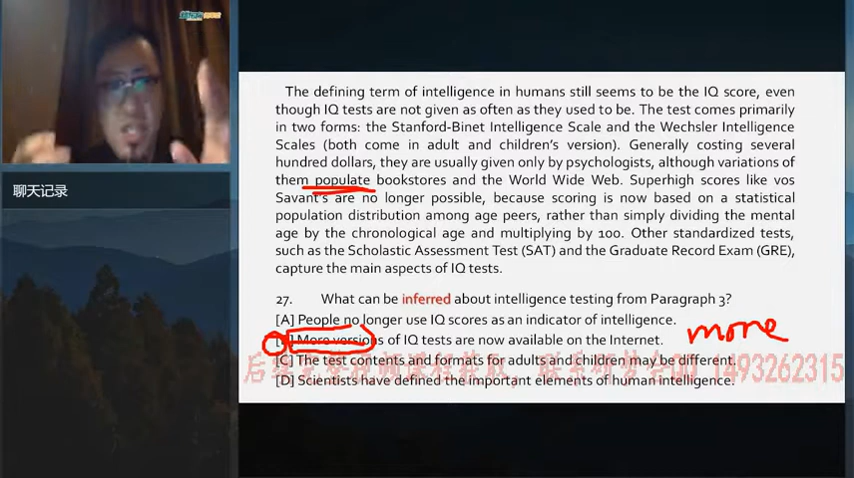 聊天记录
The defining term of intelligence in humans still seems to be the IQ score, even
though IQ tests are not given as often as they used to be. The test comes primarily
in two forms: the Stanford-Binet Intelligence Scale and the Wechsler Intelligence
Scales (both come in adult and children's version). Generally costing several
hundred dollars, they are usually given only by psychologists, although variations of
them populate bookstores and the World Wide Web. Superhigh scores like vos
Savant's are no longer possible, because scoring is now based on a statistical
population distribution among age peers, rather than simply dividing the mental
age by the chronological age and multiplying by 100. Other standardized tests,
such as the Scholastic Assessment Test (SAT) and the Graduate Record Exam (GRE),
capture the main aspects of IQ tests.
27. What can be inferred about intelligence testing from Paragraph 3?
[A] People no longer use IQ scores as an indicator of intelligence.
More versions of IQ tests are now available on the Internet.
more
[C] The test contents and formats for adults and children may be different.
[D] Scientists have defined the important elements of human intelligence.
QQ 1493262315